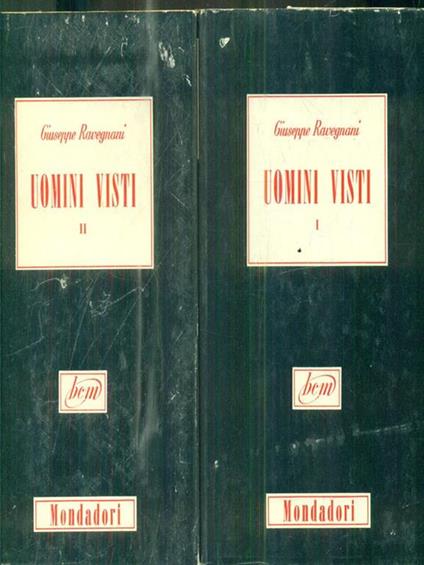 Giuseppe Ravegnani
UOMINI VISTI
II
bcm
Mondadori
Giuseppe Ravegnani
UOMINI VISTI
I
bcm
Mondadori